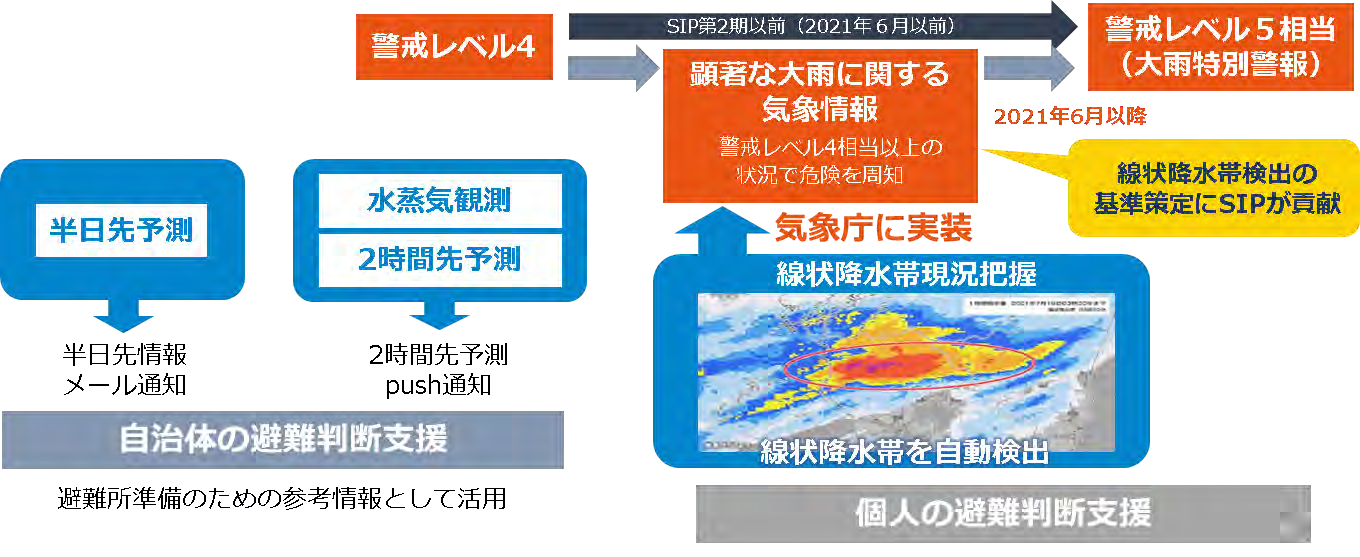 警戒レベル4
SIP第2期以前（2021年６月以前）
警戒レベル５相当
（大雨特別警報）
顕著な大雨に関する
気象情報
警戒レベル4相当以上の
状況で危険を周知
2021年6月以降
線状降水帯検出の
基準策定にSIPが貢献
半日先予測
水蒸気観測
2時間先予測
気象庁に実装
線状降水帯現況把握
線状降水帯を自動検出
半日先情報
メール通知
2時間先予測
push通知
自治体の避難判断支援
避難所準備のための参考情報として活用
個人の避難判断支援